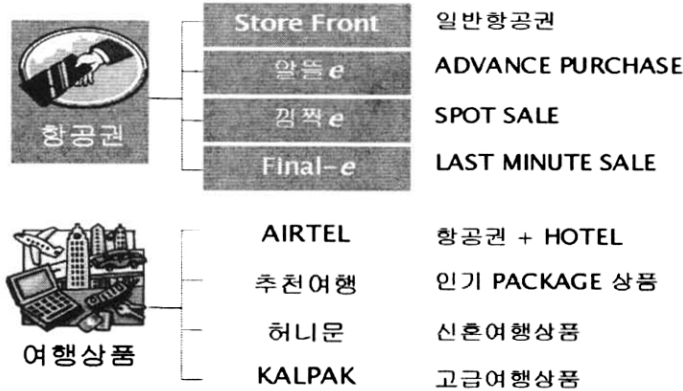 항공권
Store Front 일반항공권
알뜰 e ADVANCE PURCHASE
깜짝 e SPOT SALE
Final-e LAST MINUTE SALE
여행상품
AIRTEL 항공권 + HOTEL
추천여행 인기 PACKAGE 상품
허니문 신혼여행상품
KALPAK 고급여행상품